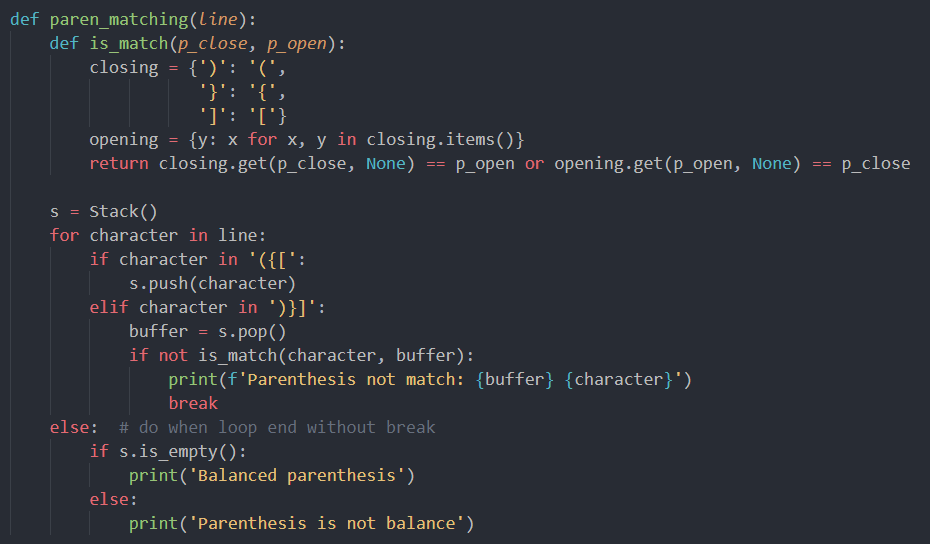 def paren_matching(line):
    def is_match(p_close, p_open):
        closing = {')': '(',
                   '}': '{',
                   ']': '['}
        opening = {y: x for x, y in closing.items()}
        return closing.get(p_close, None) == p_open or opening.get(p_open, None) == p_close

    s = Stack()
    for character in line:
        if character in '({[':
            s.push(character)
        elif character in ')}]':
            buffer = s.pop()
            if not is_match(character, buffer):
                print(f'Parenthesis not match: {buffer} {character}')
                break
    else:  # do when loop end without break
        if s.is_empty():
            print('Balanced parenthesis')
        else:
            print('Parenthesis is not balance')